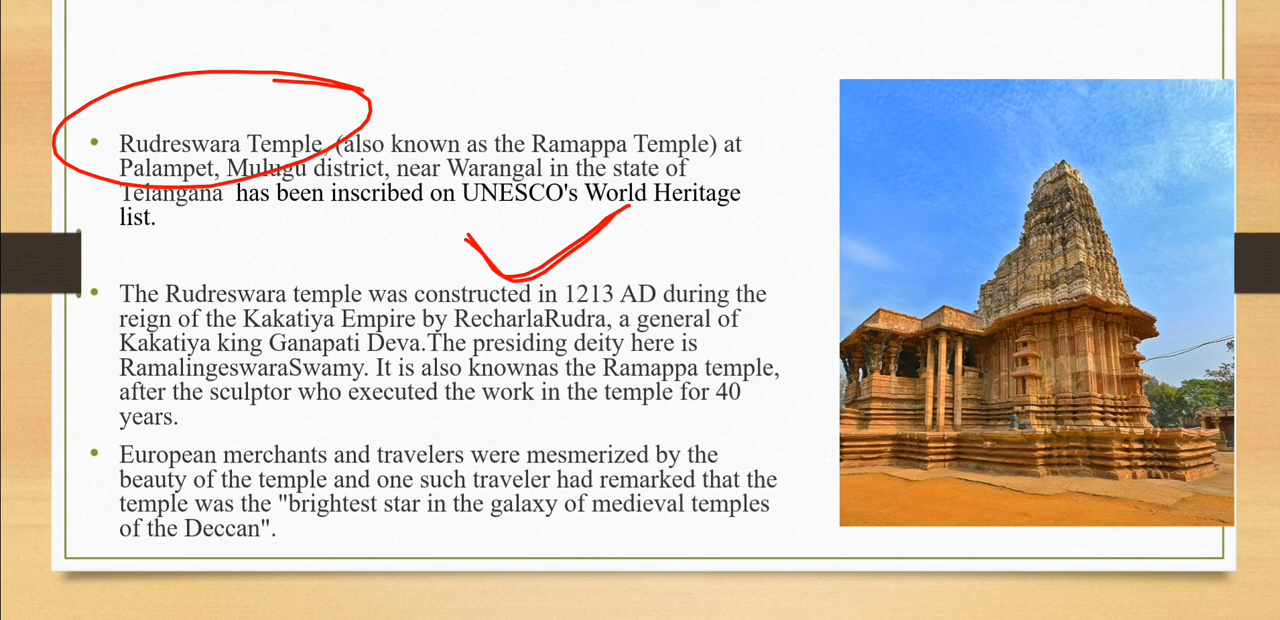 Rudreswara Temple, (also known as the Ramappa Temple) at
Palampet, Mulugu district, near Warangal in the state of
Telangana has been inscribed on UNESCO's World Heritage
list.
The Rudreswara temple was constructed in 1213 AD during the
reign of the Kakatiya Empire by RecharlaRudra, a general of
Kakatiya king Ganapati Deva.The presiding deity here is
RamalingeswaraSwamy. It is also knownas the Ramappa temple,
after the sculptor who executed the work in the temple for 40
years.
European merchants and travelers were mesmerized by the
beauty of the temple and one such traveler had remarked that the
temple was the "brightest star in the galaxy of medieval temples
of the Deccan".